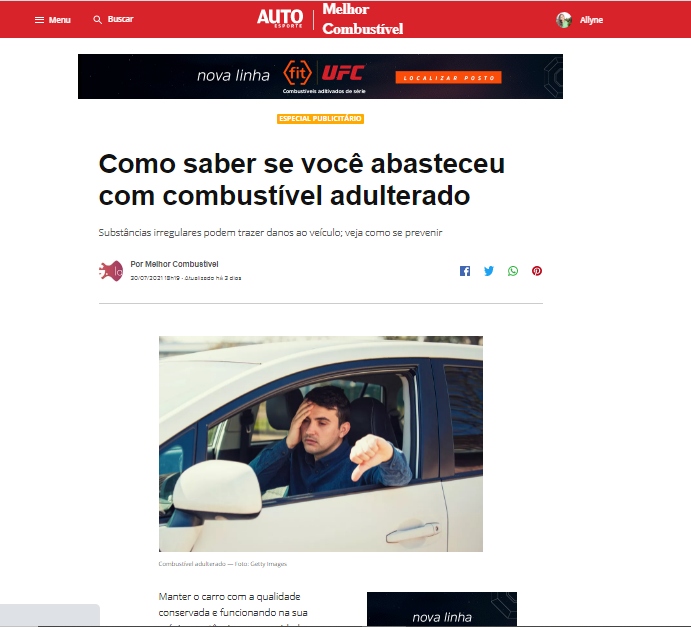 Menu
Buscar
AUTO
ESPORTE
Melhor
Combustível
Allyne
nova linha
fit
UFC
LOCALIZAR POSTO
Combustíveis aditivados de série
ESPECIAL PUBLICITÁRIO
Como saber se você abasteceu
com combustível adulterado
Substâncias irregulares podem trazer danos ao veículo; veja como se prevenir
Por Melhor Combustível
30/07/2021 18h19 · Atualizado há 3 dias
Combustível adulterado — Foto: Getty Images
Manter o carro com a qualidade
conservada e funcionando na sua
nova linha